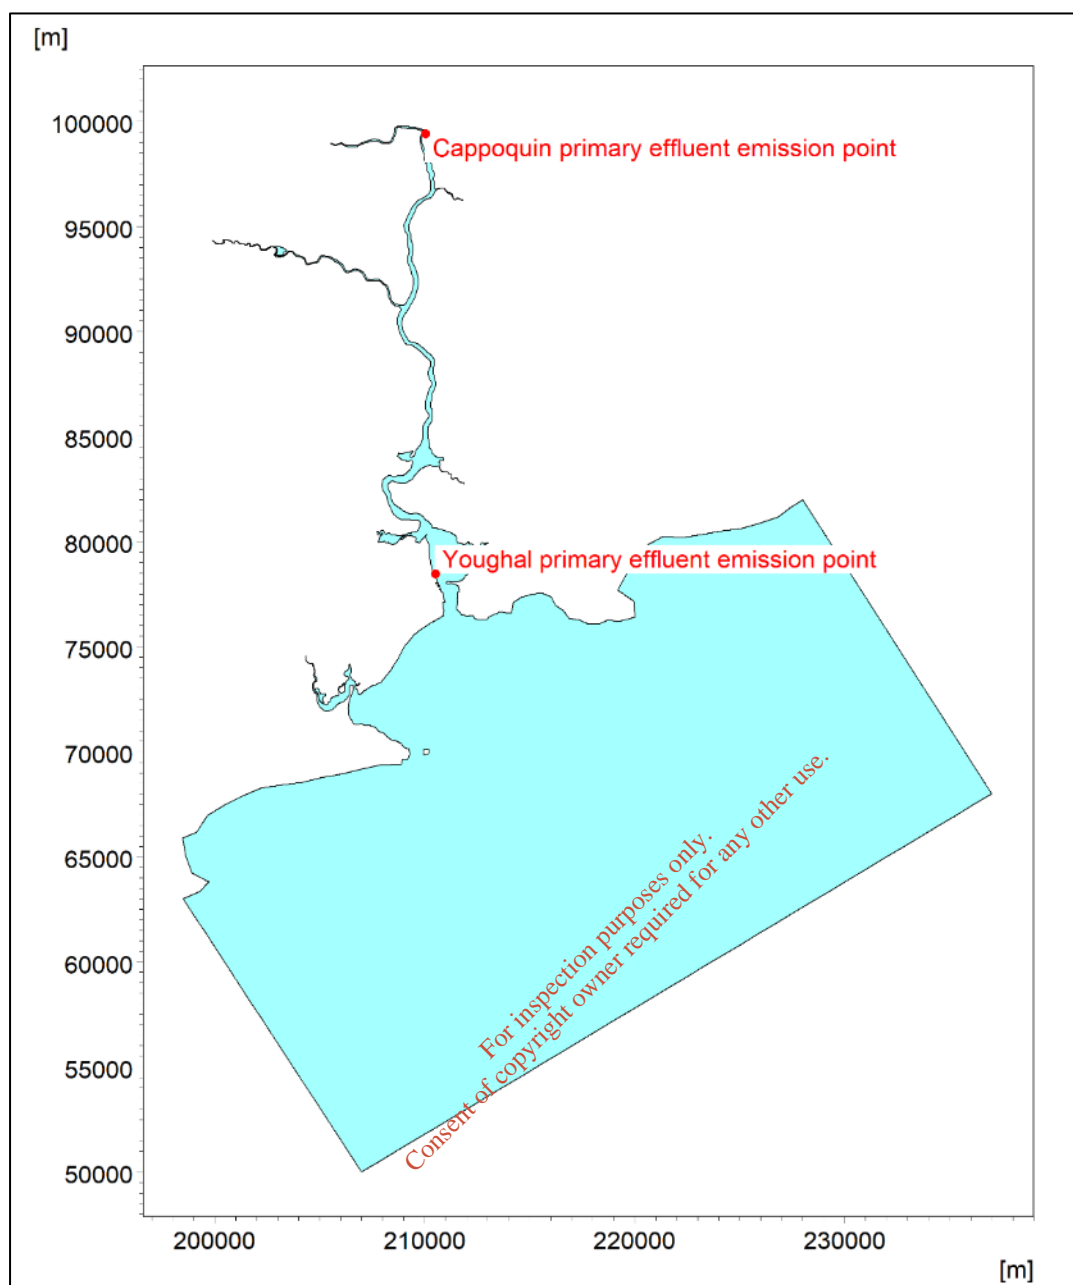 [m]
100000
Cappoquin primary effluent emission point
95000
90000
85000
80000
Youghal primary effluent emission point
75000
70000
65000
60000
55000
50000
For inspection purposes only.
Consent of copyright owner required for any other use.
200000 210000 220000 230000
[m]